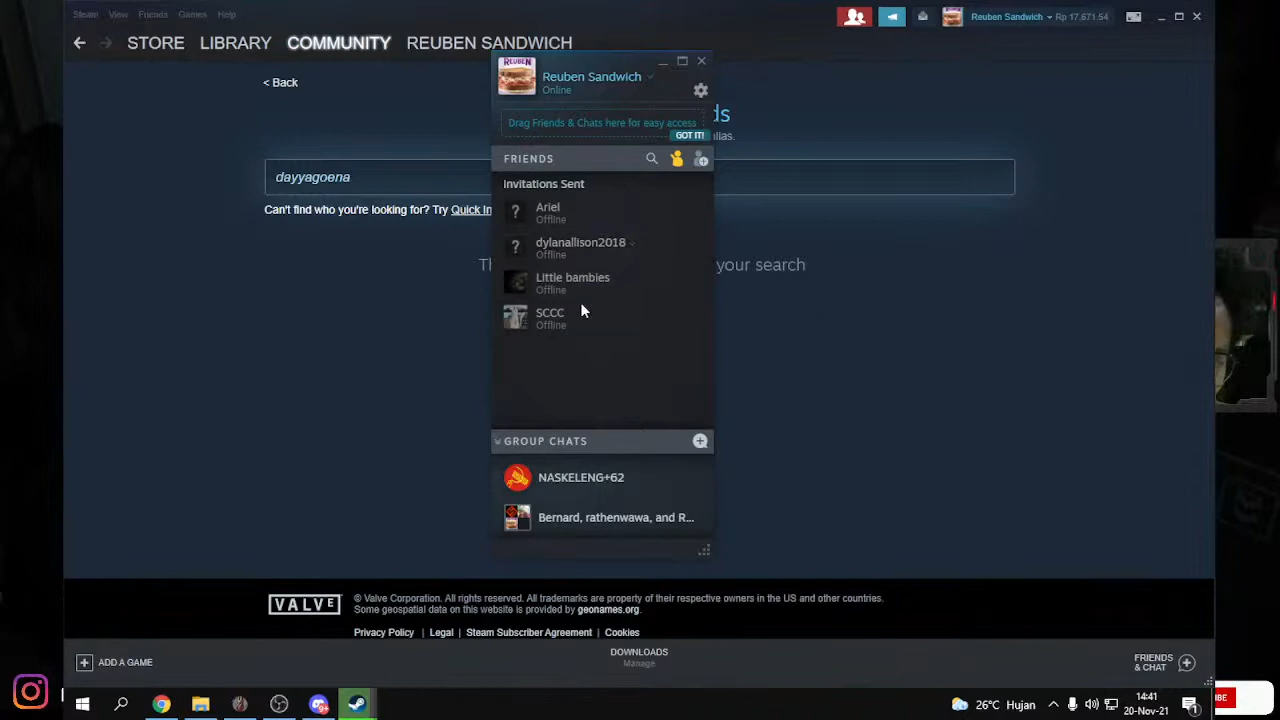 Steam View Friends Games Help
Reuben Sandwich Rp 17,671.54
STORE LIBRARY COMMUNITY REUBEN SANDWICH
< Back
REUBEN
Reuben Sandwich
Online
ds
Drag Friends & Chats here for easy access
GOT IT!
FRIENDS
dayyagoena
Invitations Sent
Can't find who you're looking for? Try Quick In
Ariel
Offline
dylanallison2018
Offline
your search
Th
Little bambies
Offline
SCCC
Offline
GROUP CHATS
NASKELENG+62
Bernard, rathenwawa, and R...
VALVE
© Valve Corporation. All rights reserved. All trademarks are property of their respective owners in the US and other countries.
Some geospatial data on this website is provided by geonames.org.
Privacy Policy | Legal | Steam Subscriber Agreement | Cookies
ADD A GAME
DOWNLOADS
Manage
FRIENDS
& CHAT
26°C Hujan
14:41
20-Nov-21